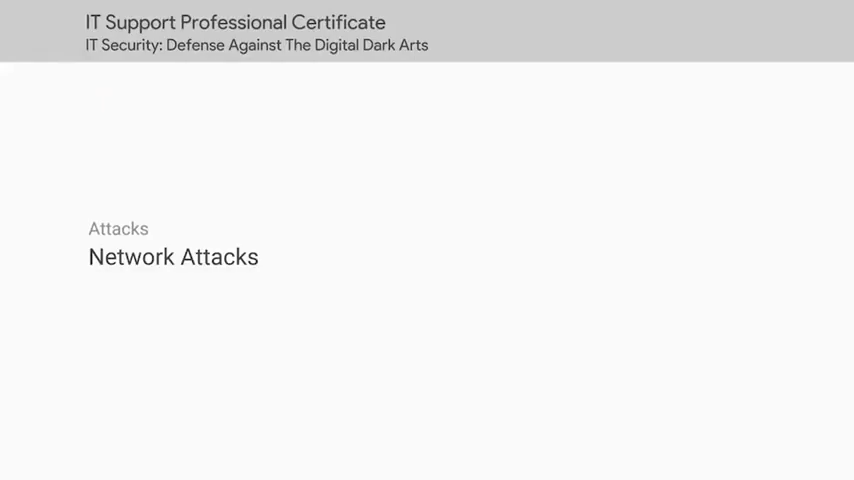 IT Support Professional Certificate
IT Security: Defense Against The Digital Dark Arts
Attacks
Network Attacks